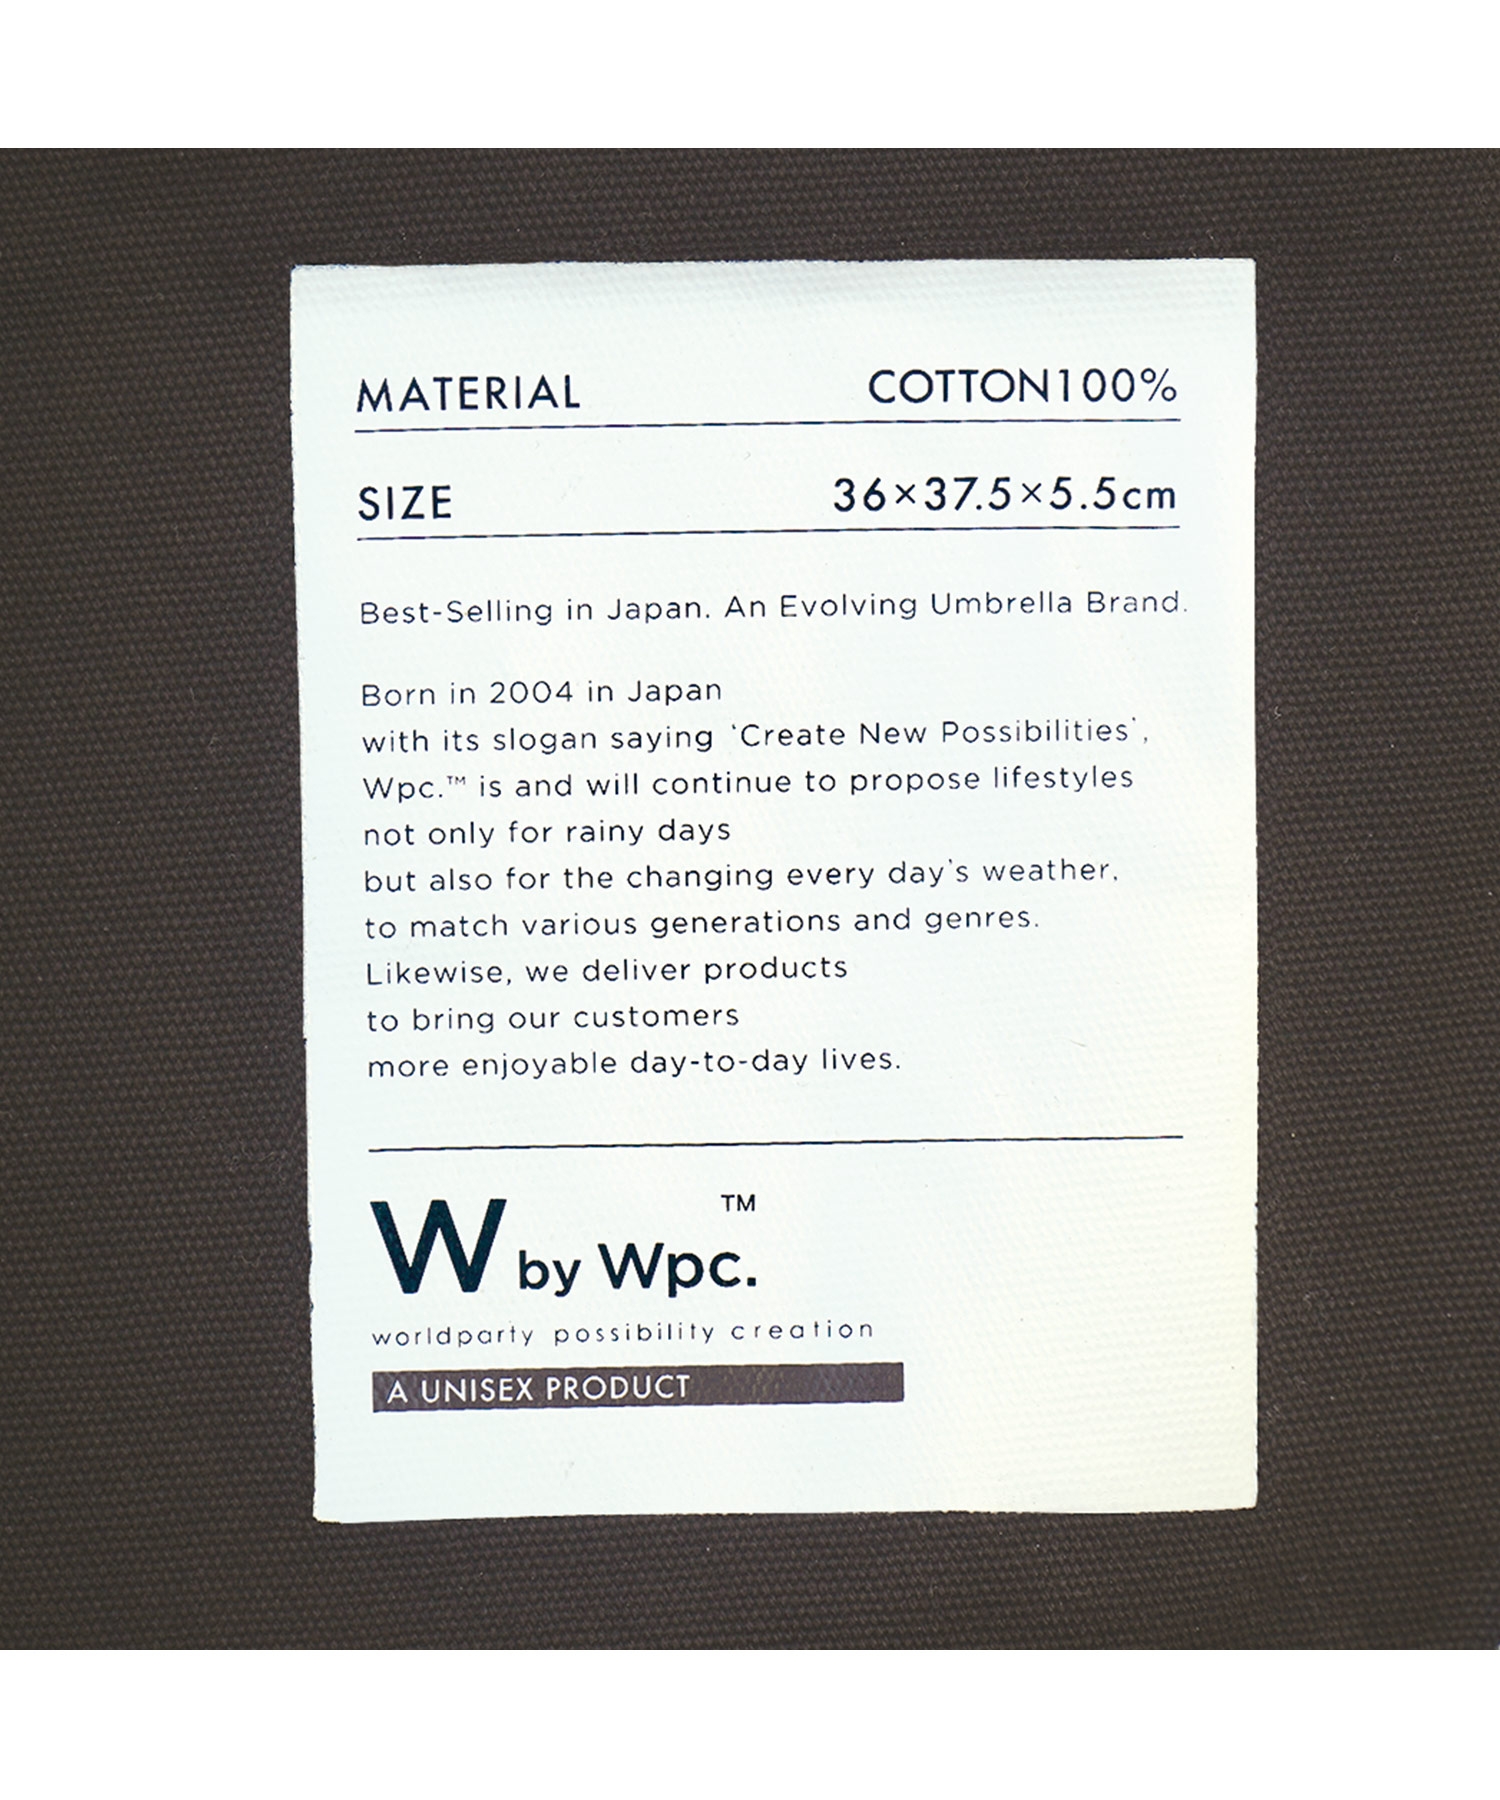 MATERIAL COTTON100%
SIZE 36×37.5×5.5cm
Best-Selling in Japan. An Evolving Umbrella Brand.
Born in 2004 in Japan
with its slogan saying ‘Create New Possibilities’,
Wpc.™ is and will continue to propose lifestyles
not only for rainy days
but also for the changing every day’s weather,
to match various generations and genres.
Likewise, we deliver products
to bring our customers
more enjoyable day-to-day lives.
W by Wpc.™
worldparty possibility creation
A UNISEX PRODUCT